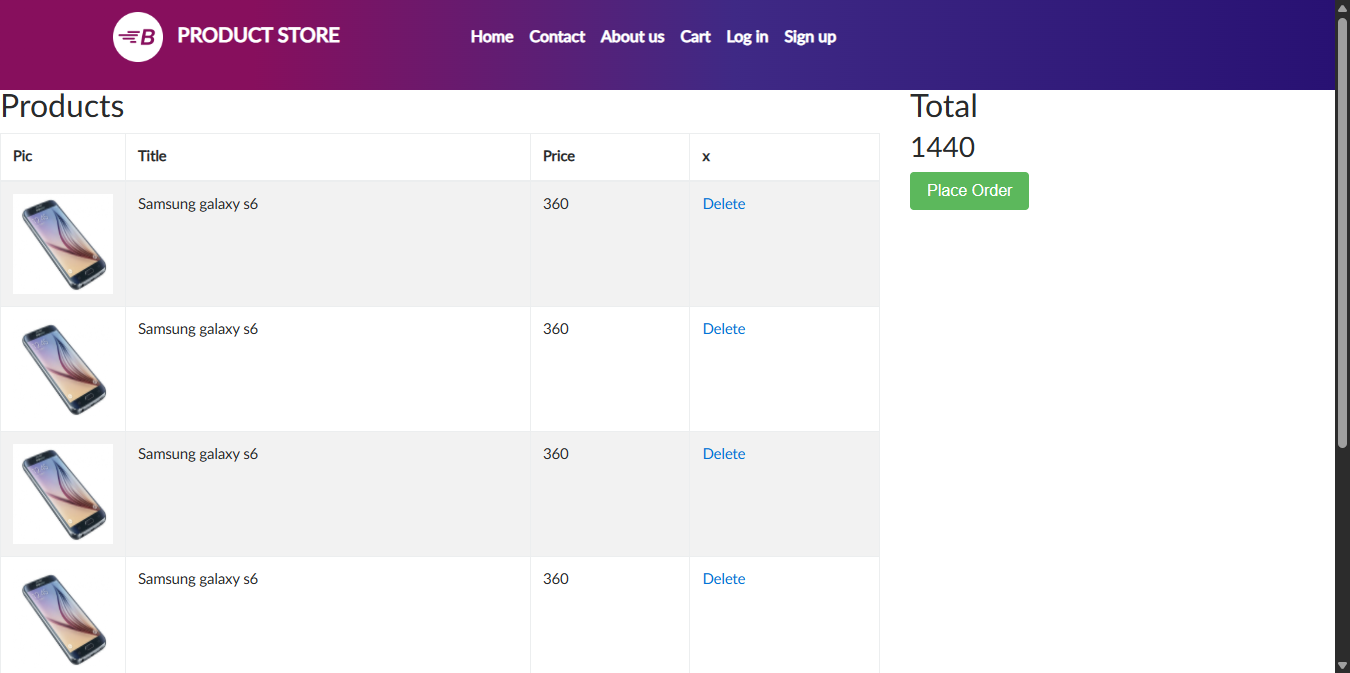 B PRODUCT STORE Home Contact About us Cart Log in Sign up
Products
Total
1440
Place Order
Pic Title Price x
Samsung galaxy s6 360 Delete
Samsung galaxy s6 360 Delete
Samsung galaxy s6 360 Delete
Samsung galaxy s6 360 Delete